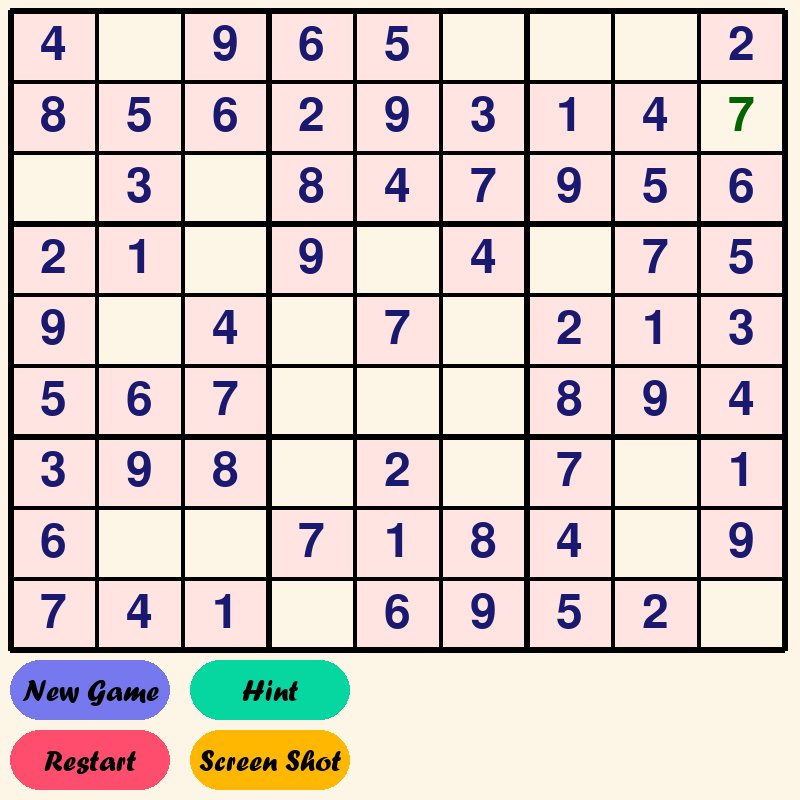 4 9 6 5 2
8 5 6 2 9 3 1 4 7
3 8 4 7 9 5 6
2 1 9 4 7 5
9 4 7 2 1 3
5 6 7 8 9 4
3 9 8 2 7 1
6 7 1 8 4 9
7 4 1 6 9 5 2
New Game Hint
Restart Screen Shot